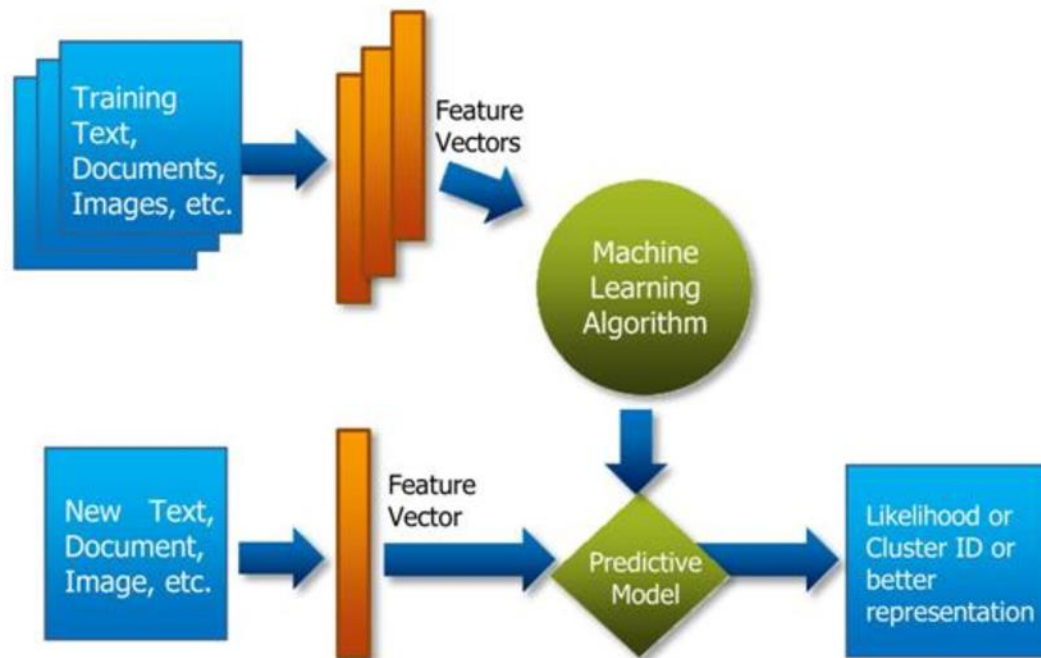 Training
Text,
Documents,
Images, etc.
Feature
Vectors
Machine
Learning
Algorithm
New Text,
Document,
Image, etc.
Feature
Vector
Predictive
Model
Likelihood or
Cluster ID or
better
representation